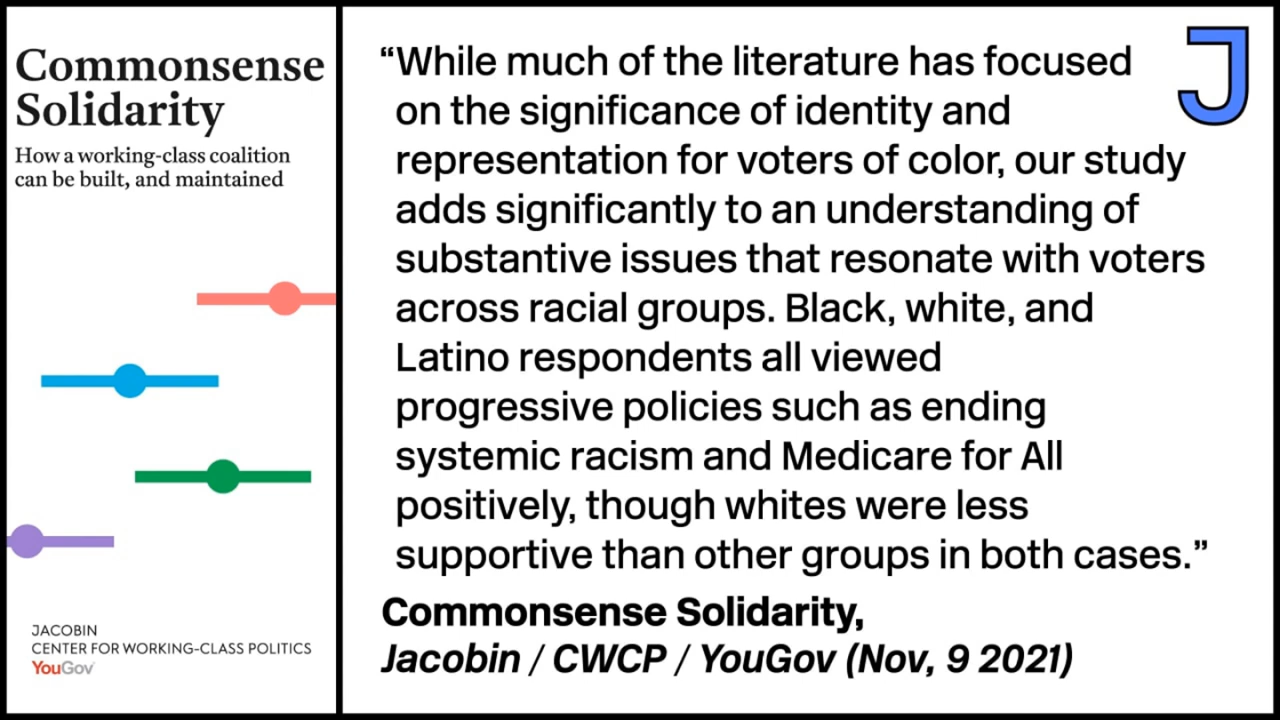 Commonsense
Solidarity
How a working-class coalition
can be built, and maintained
JACOBIN
CENTER FOR WORKING-CLASS POLITICS
YouGov
J
“While much of the literature has focused
on the significance of identity and
representation for voters of color, our study
adds significantly to an understanding of
substantive issues that resonate with voters
across racial groups. Black, white, and
Latino respondents all viewed
progressive policies such as ending
systemic racism and Medicare for All
positively, though whites were less
supportive than other groups in both cases.”
Commonsense Solidarity,
Jacobin / CWCP / YouGov (Nov, 9 2021)